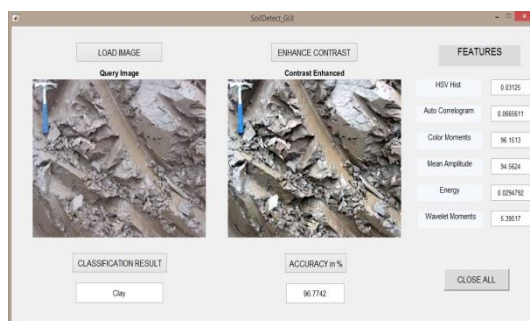 SoilDetect_GUI
LOAD IMAGE
ENHANCE CONTRAST
FEATURES
Query Image
Contrast Enhanced
HSV Hist
0.03125
Auto Correlogram
0.0665611
Color Moments
96.1513
Mean Amplitude
94.5624
Energy
0.0294792
Wavelet Moments
5.39517
CLASSIFICATION RESULT
ACCURACY in %
CLOSE ALL
Clay
96.7742